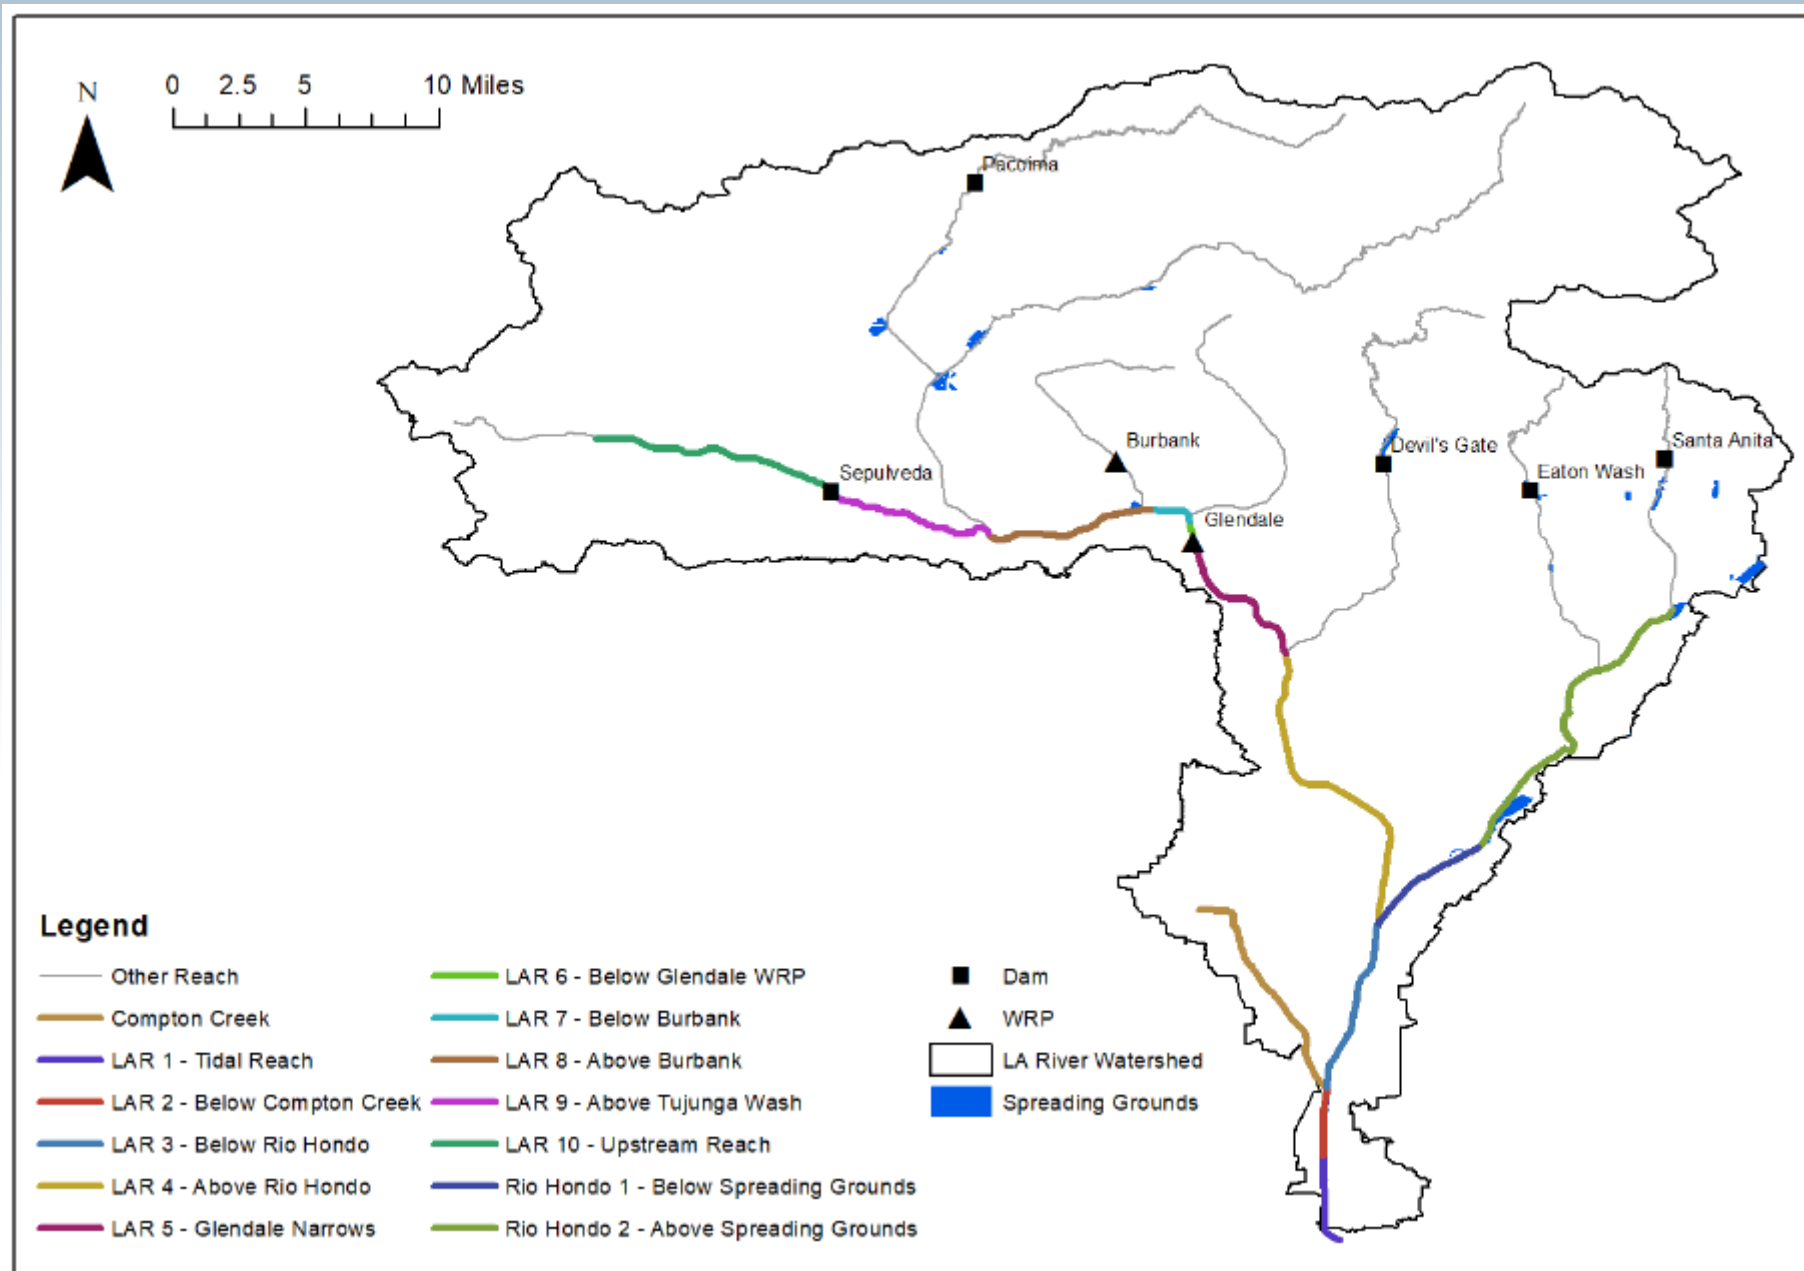 N
0 2.5 5 10 Miles
Pacoima
Burbank
Sepulveda
Devil's Gate
Santa Anita
Eaton Wash
Glendale
Legend
Other Reach
Compton Creek
LAR 1 - Tidal Reach
LAR 2 - Below Compton Creek
LAR 3 - Below Rio Hondo
LAR 4 - Above Rio Hondo
LAR 5 - Glendale Narrows
LAR 6 - Below Glendale WRP
LAR 7 - Below Burbank
LAR 8 - Above Burbank
LAR 9 - Above Tujunga Wash
LAR 10 - Upstream Reach
Rio Hondo 1 - Below Spreading Grounds
Rio Hondo 2 - Above Spreading Grounds
Dam
WRP
LA River Watershed
Spreading Grounds